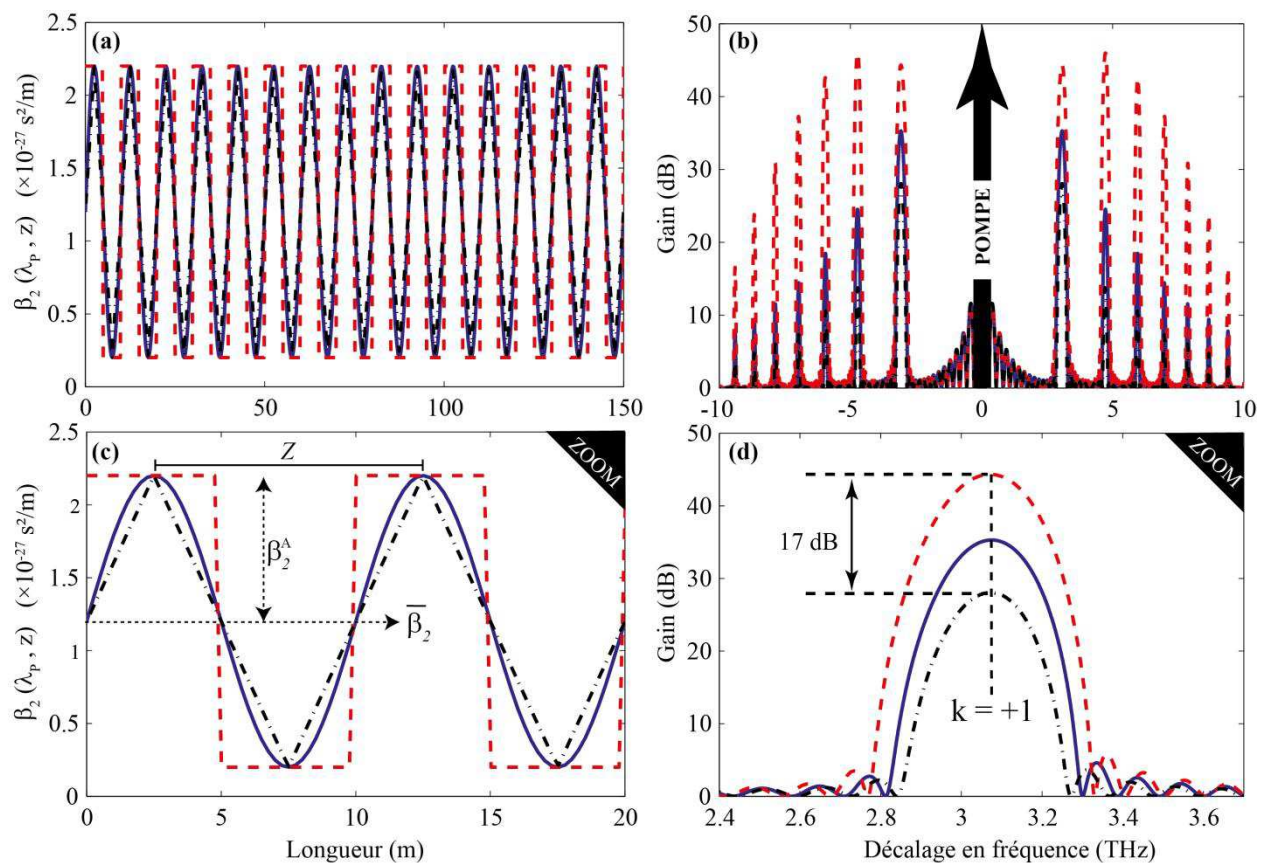 (a)
2.5
2
1.5
1
0.5
0
β₂ (λₚ, z) (×10⁻²⁷ s²/m)
0 50 100 150
(b)
50
40
30
20
10
0
Gain (dB)
POMPE
-10 -5 0 5 10
(c)
ZOOM
2.5
2
1.5
1
0.5
0
β₂ (λₚ, z) (×10⁻²⁷ s²/m)
Z
β₂ᴬ
β̅₂
0 5 10 15 20
Longueur (m)
(d)
ZOOM
50
40
30
20
10
0
Gain (dB)
17 dB
k = +1
2.4 2.6 2.8 3 3.2 3.4 3.6
Décalage en fréquence (THz)